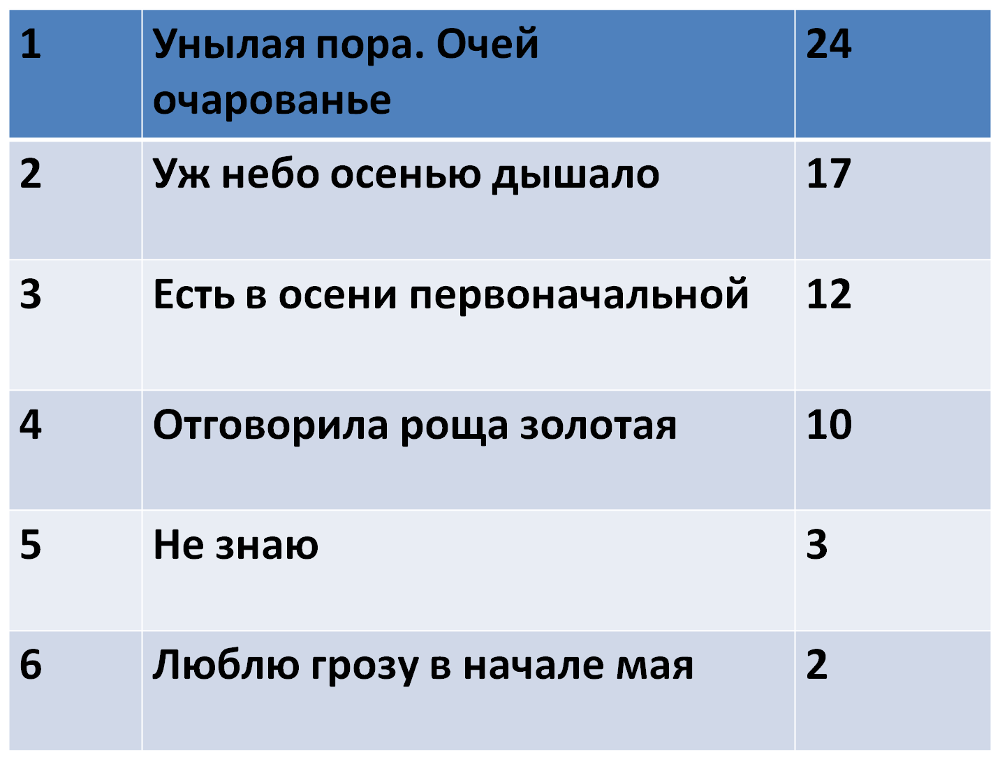 1 Унылая пора. Очей 24
очарованье
2 Уж небо осенью дышало 17
3 Есть в осени первоначальной 12
4 Отговорила роща золотая 10
5 Не знаю 3
6 Люблю грозу в начале мая 2